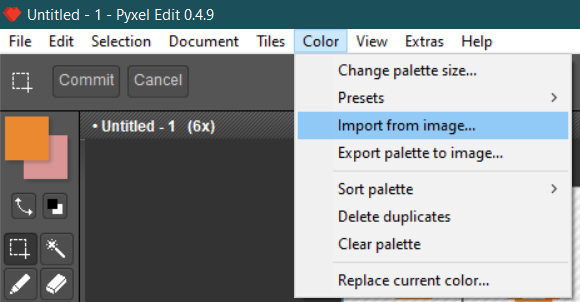 Untitled - 1 - Pyxel Edit 0.4.9
File Edit Selection Document Tiles Color View Extras Help
Commit Cancel
• Untitled - 1 (6x)
Change palette size...
Presets
Import from image...
Export palette to image...
Sort palette
Delete duplicates
Clear palette
Replace current color...